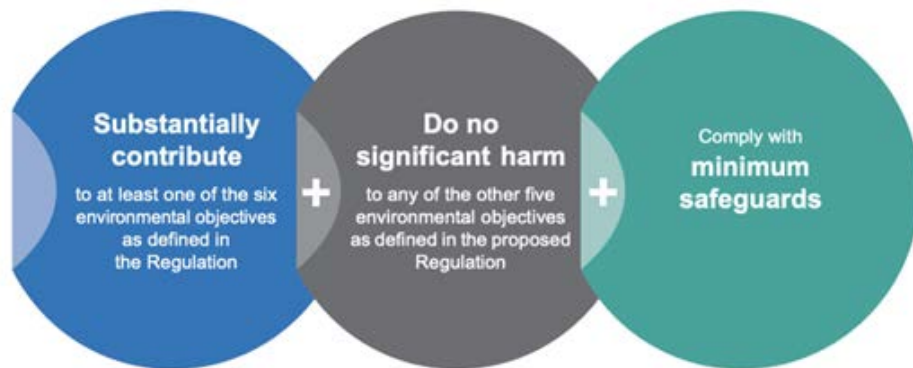 Substantially
contribute
to at least one of the six
environmental objectives
as defined in
the Regulation
+
Do no
significant harm
to any of the other five
environmental objectives
as defined in the proposed
Regulation
+
Comply with
minimum
safeguards